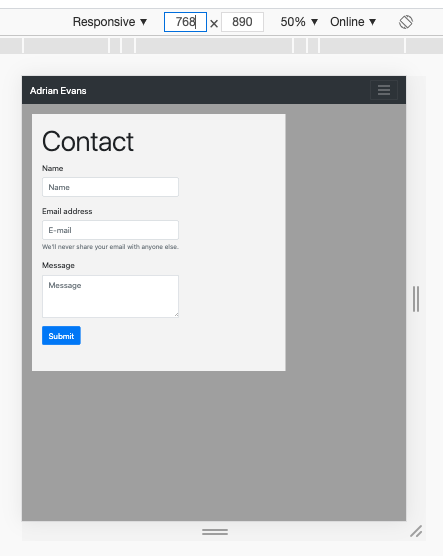 Responsive ▼ 768 × 890 50% ▼ Online ▼
Adrian Evans
Contact
Name
Name
Email address
E-mail
We'll never share your email with anyone else.
Message
Message
Submit